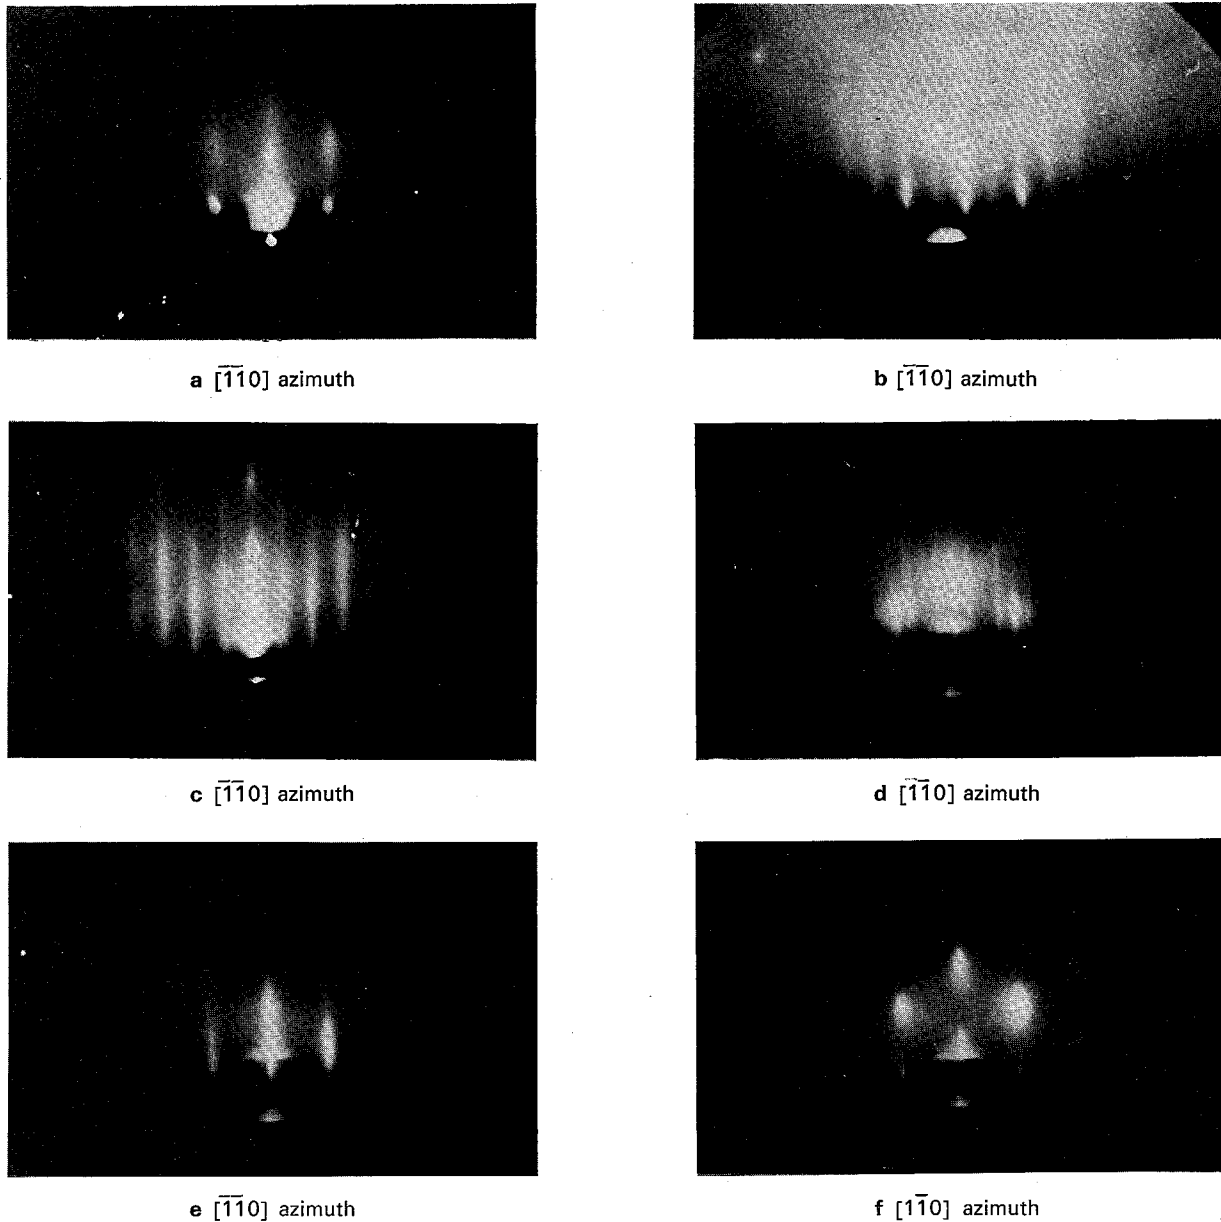 a [1̅1̅0] azimuth
b [1̅1̅0] azimuth
c [1̅1̅0] azimuth
d [1̅1̅0] azimuth
e [1̅1̅0] azimuth
f [11̅0] azimuth